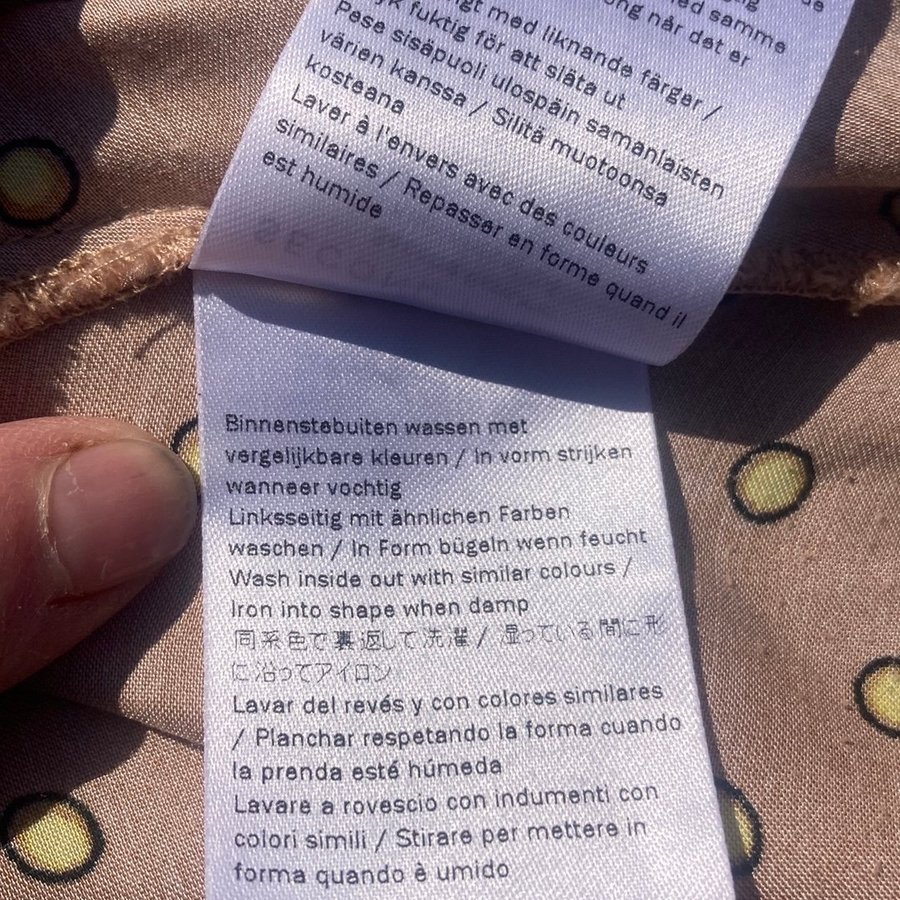 med samme
når det er
med liknande färger /
fuktig för att släta ut
Pese sisäpuoli ulospäin samanlaisten
värien kanssa / Silitä muotoonsa
kosteana
Laver à l'envers avec des couleurs
similaires / Repasser en forme quand il
est humide
Binnenstebuiten wassen met
vergelijkbare kleuren / In vorm strijken
wanneer vochtig
Linksseitig mit ähnlichen Farben
waschen / In Form bügeln wenn feucht
Wash inside out with similar colours /
Iron into shape when damp
同系色で裏返して洗濯 / 湿っている間に形
に沿ってアイロン
Lavar del revés y con colores similares
/ Planchar respetando la forma cuando
la prenda esté húmeda
Lavare a rovescio con indumenti con
colori simili / Stirare per mettere in
forma quando è umido